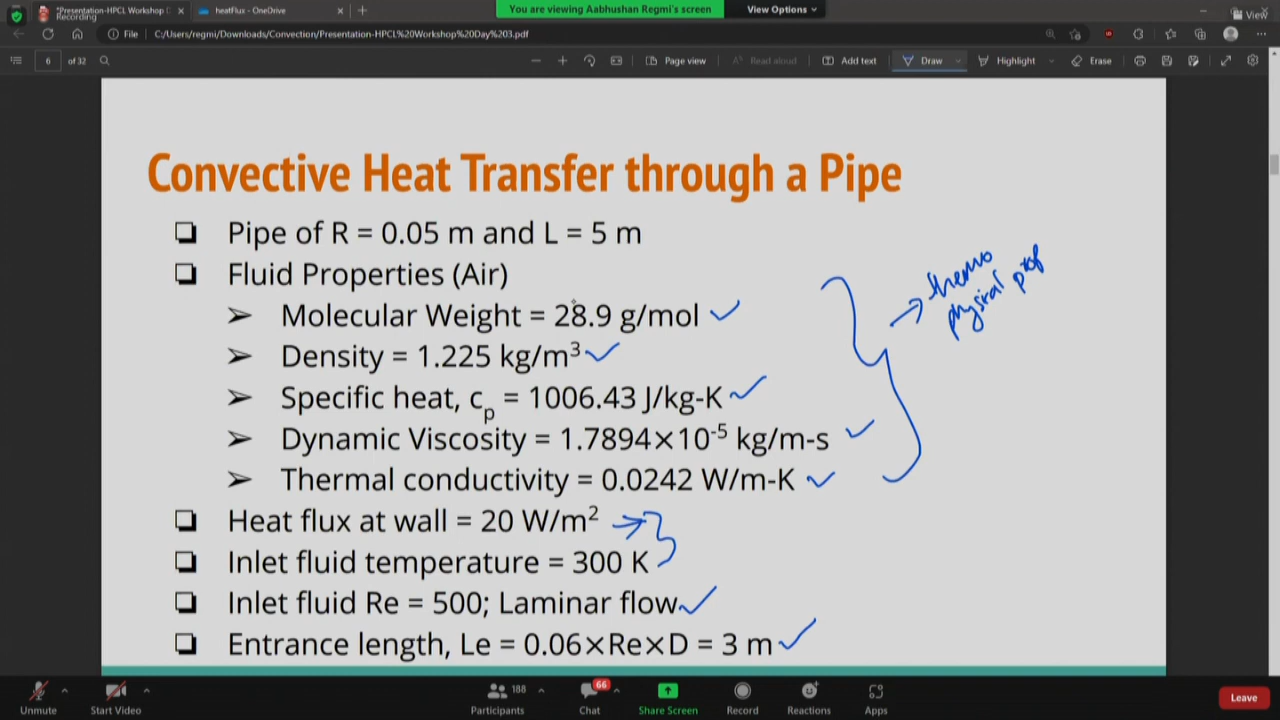 *Presentation-HPCL Workshop D
Recording
heatFlux - OneDrive
You are viewing Aabhushan Regmi's screen
View Options
View
File
C:/Users/regmi/Downloads/Convection/Presentation-HPCL%20Workshop%20Day%203.pdf
6
of 32
Page view
Read aloud
Add text
Draw
Highlight
Erase
Convective Heat Transfer through a Pipe
Pipe of R = 0.05 m and L = 5 m
Fluid Properties (Air)
Molecular Weight = 28.9 g/mol
Density = 1.225 kg/m³
Specific heat, cp = 1006.43 J/kg-K
Dynamic Viscosity = 1.7894×10⁻⁵ kg/m-s
Thermal conductivity = 0.0242 W/m-K
thermo
physical prop
Heat flux at wall = 20 W/m²
Inlet fluid temperature = 300 K
Inlet fluid Re = 500; Laminar flow
Entrance length, Le = 0.06×Re×D = 3 m
Unmute
Start Video
188
Participants
66
Chat
Share Screen
Record
Reactions
Apps
Leave